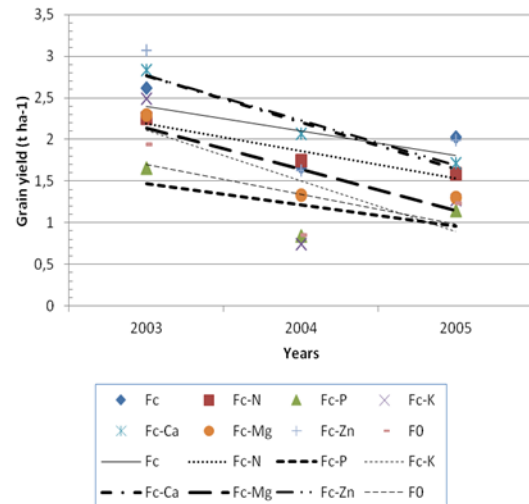 3,5
3
2,5
2
1,5
1
0,5
0
Grain yield (t ha-1)
2003 2004 2005
Years
Fc Fc-N Fc-P Fc-K
Fc-Ca Fc-Mg Fc-Zn F0
Fc Fc-N Fc-P Fc-K
Fc-Ca Fc-Mg Fc-Zn F0